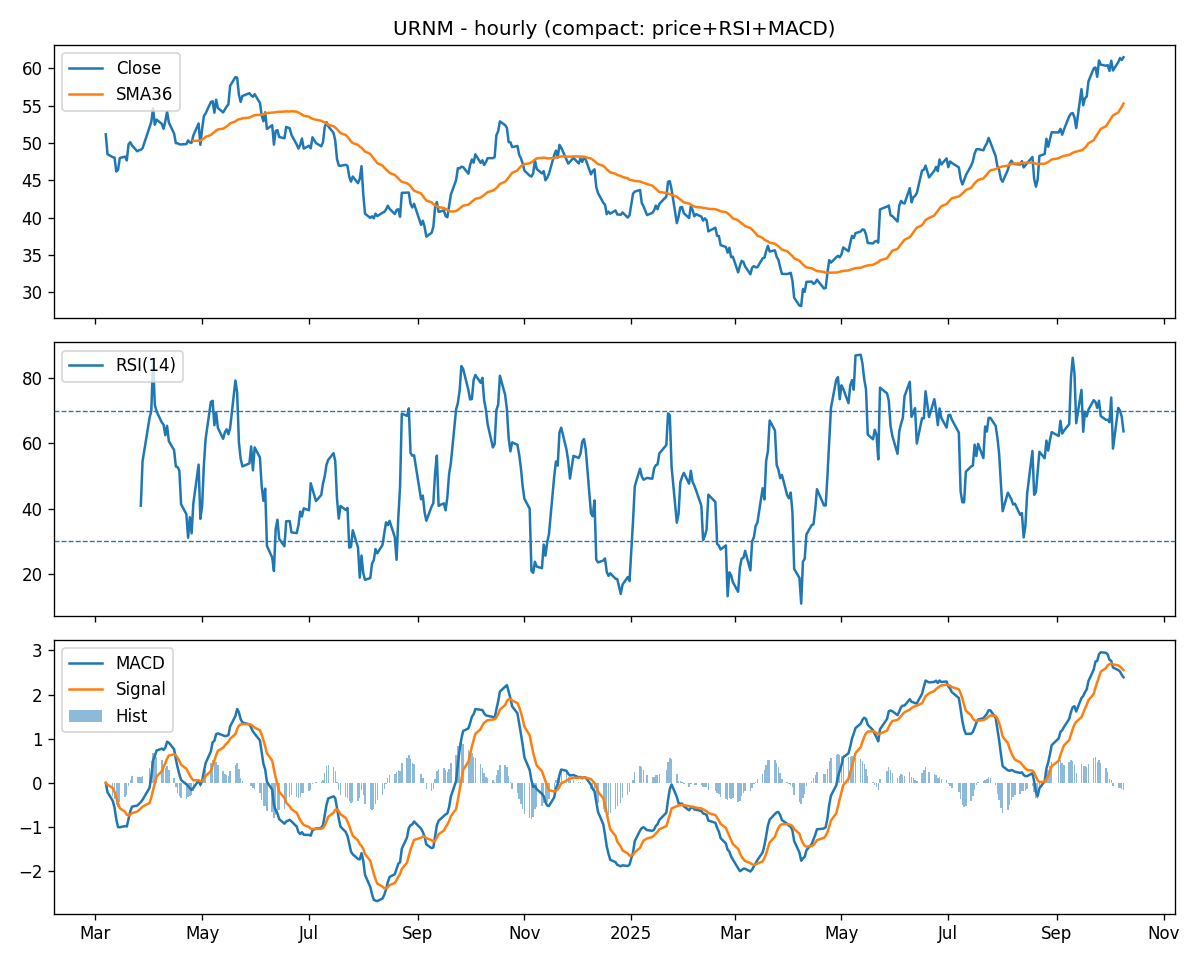 URNM - hourly (compact: price+RSI+MACD)
Close
SMA36
60
55
50
45
40
35
30
RSI(14)
80
60
40
20
MACD
Signal
Hist
3
2
1
0
−1
−2
Mar May Jul Sep Nov 2025 Mar May Jul Sep Nov